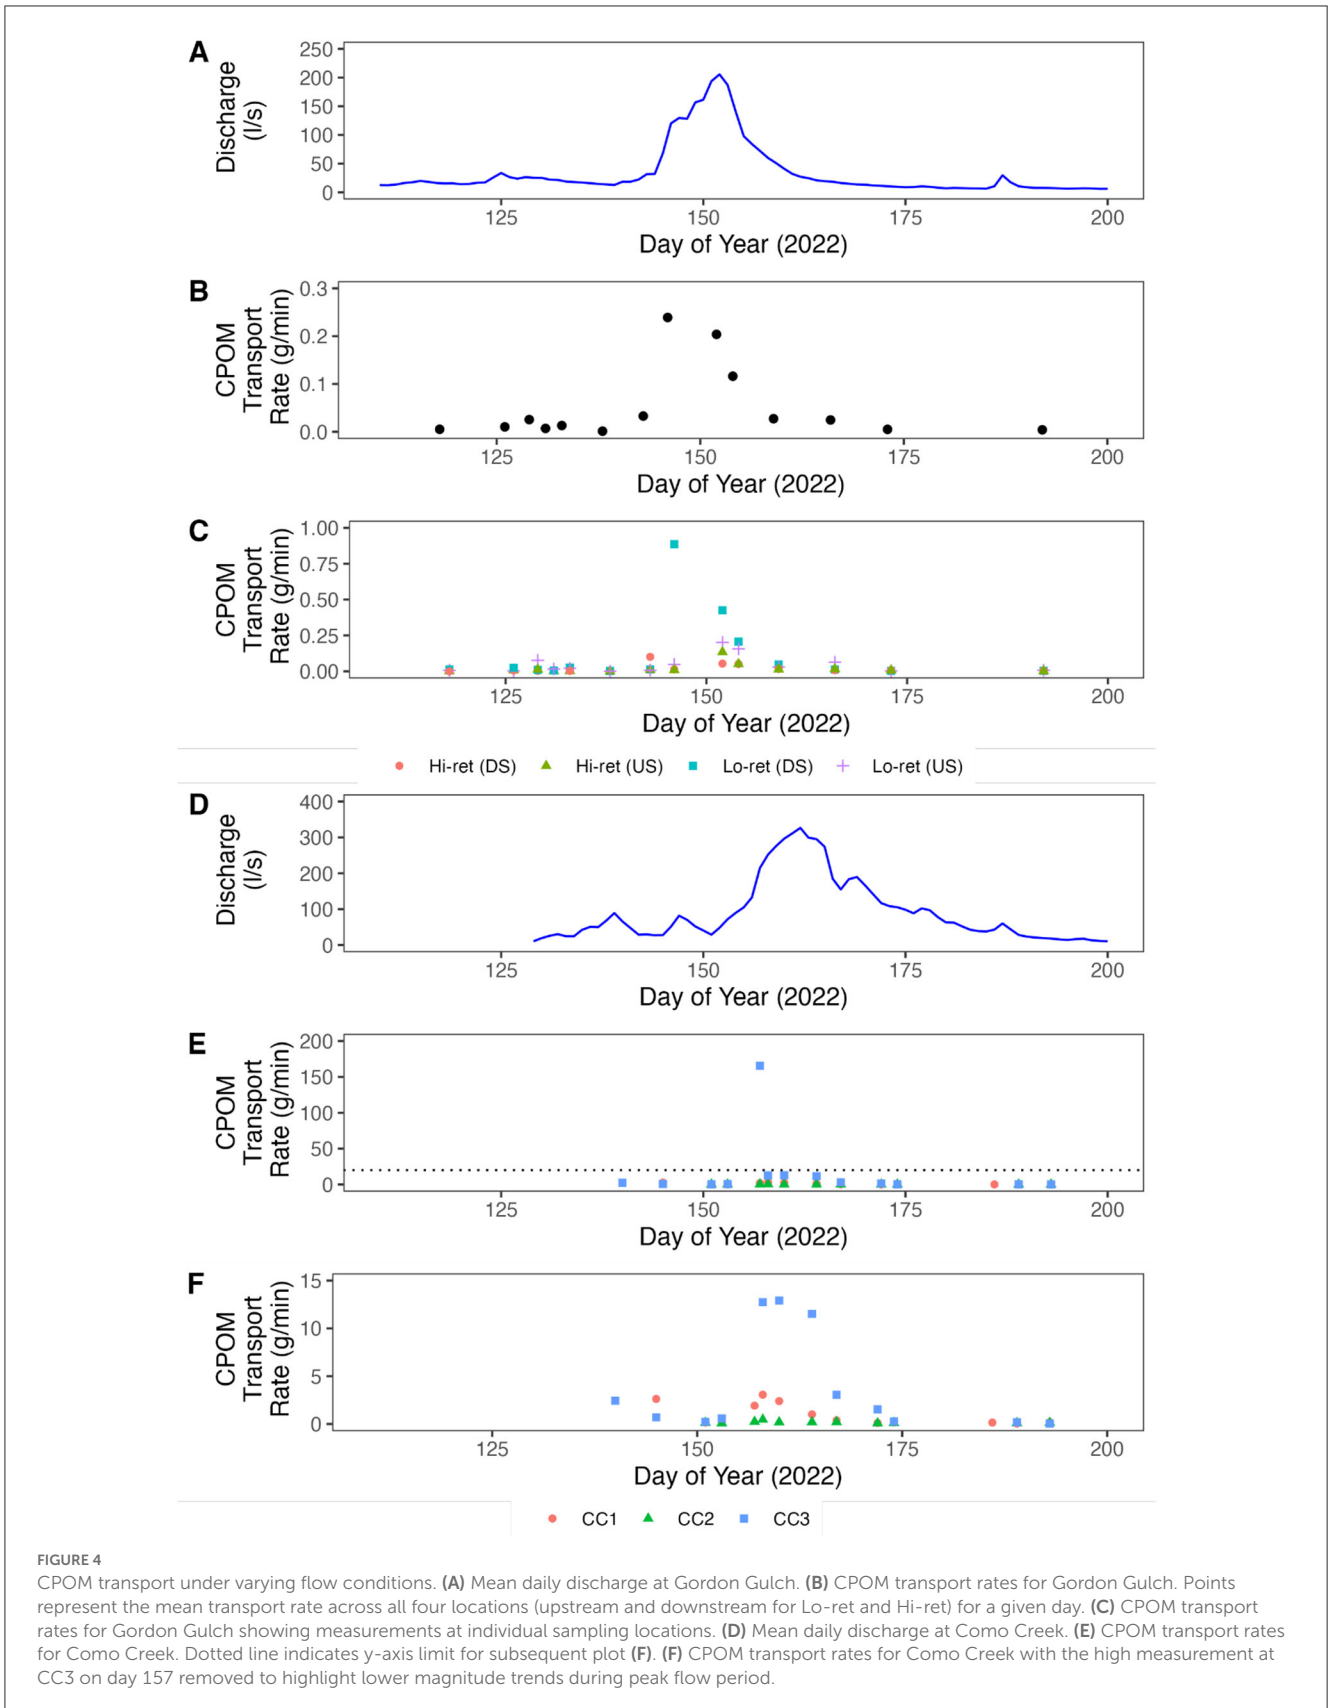 A
Discharge
(l/s)
250
200
150
100
50
0
125 150 175 200
Day of Year (2022)
B
CPOM
Transport
Rate (g/min)
0.3
0.2
0.1
0.0
125 150 175 200
Day of Year (2022)
C
CPOM
Transport
Rate (g/min)
1.00
0.75
0.50
0.25
0.00
125 150 175 200
Day of Year (2022)
Hi-ret (DS) Hi-ret (US) Lo-ret (DS) Lo-ret (US)
D
Discharge
(l/s)
400
300
200
100
0
125 150 175 200
Day of Year (2022)
E
CPOM
Transport
Rate (g/min)
200
150
100
50
0
125 150 175 200
Day of Year (2022)
F
CPOM
Transport
Rate (g/min)
15
10
5
0
125 150 175 200
Day of Year (2022)
CC1 CC2 CC3
FIGURE 4
CPOM transport under varying flow conditions. (A) Mean daily discharge at Gordon Gulch. (B) CPOM transport rates for Gordon Gulch. Points
represent the mean transport rate across all four locations (upstream and downstream for Lo-ret and Hi-ret) for a given day. (C) CPOM transport
rates for Gordon Gulch showing measurements at individual sampling locations. (D) Mean daily discharge at Como Creek. (E) CPOM transport rates
for Como Creek. Dotted line indicates y-axis limit for subsequent plot (F). (F) CPOM transport rates for Como Creek with the high measurement at
CC3 on day 157 removed to highlight lower magnitude trends during peak flow period.